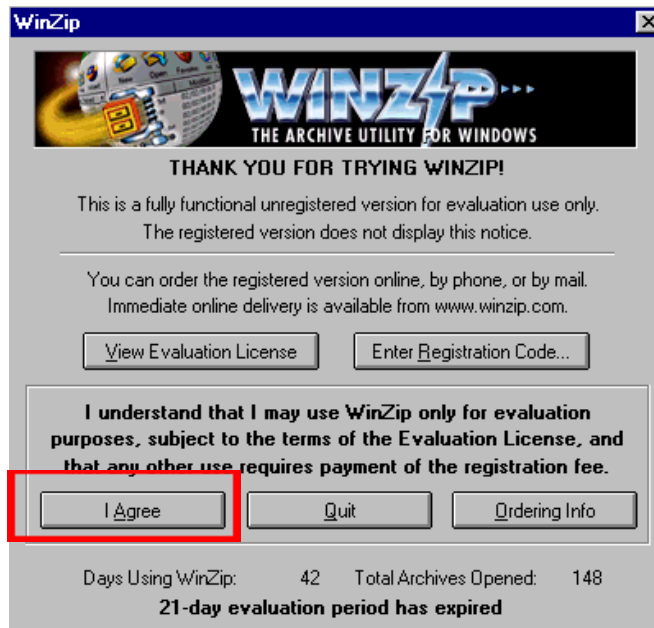 WinZip
WINZIP
THE ARCHIVE UTILITY FOR WINDOWS
THANK YOU FOR TRYING WINZIP!
This is a fully functional unregistered version for evaluation use only.
The registered version does not display this notice.
You can order the registered version online, by phone, or by mail.
Immediate online delivery is available from www.winzip.com.
View Evaluation License Enter Registration Code...
I understand that I may use WinZip only for evaluation
purposes, subject to the terms of the Evaluation License, and
that any other use requires payment of the registration fee.
I Agree Quit Ordering Info
Days Using WinZip: 42 Total Archives Opened: 148
21-day evaluation period has expired